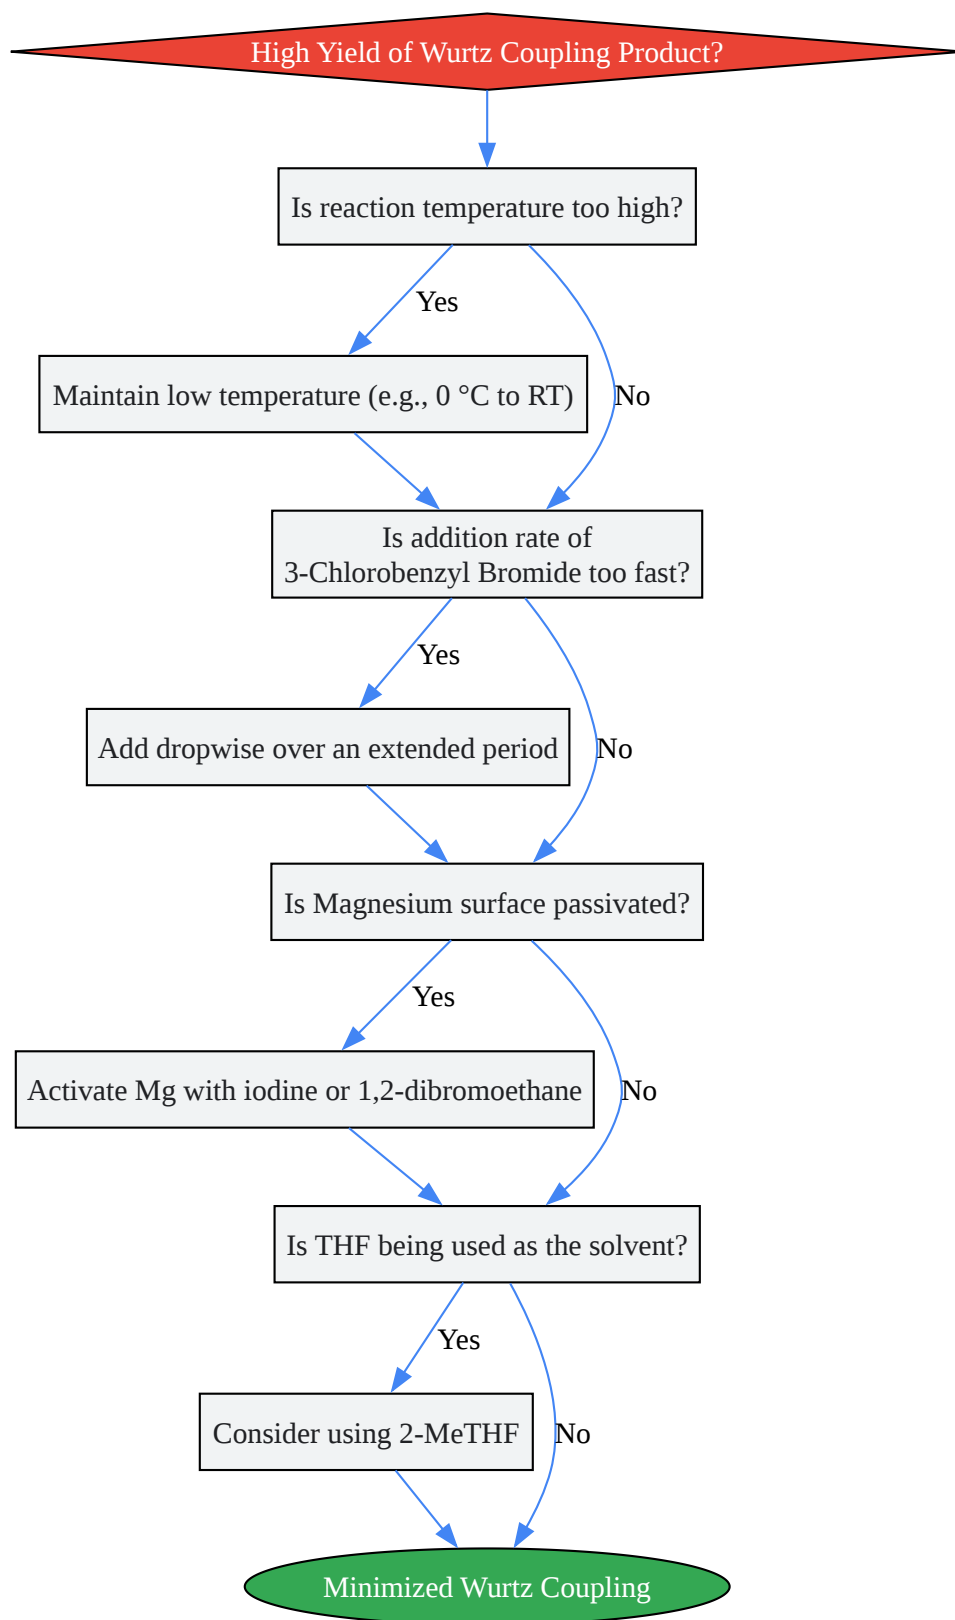 High Yield of Wurtz Coupling Product?
Is reaction temperature too high?
Yes
Maintain low temperature (e.g., 0 °C to RT)
No
Is addition rate of
3-Chlorobenzyl Bromide too fast?
Yes
Add dropwise over an extended period
No
Is Magnesium surface passivated?
Yes
Activate Mg with iodine or 1,2-dibromoethane
No
Is THF being used as the solvent?
Yes
Consider using 2-MeTHF
No
Minimized Wurtz Coupling